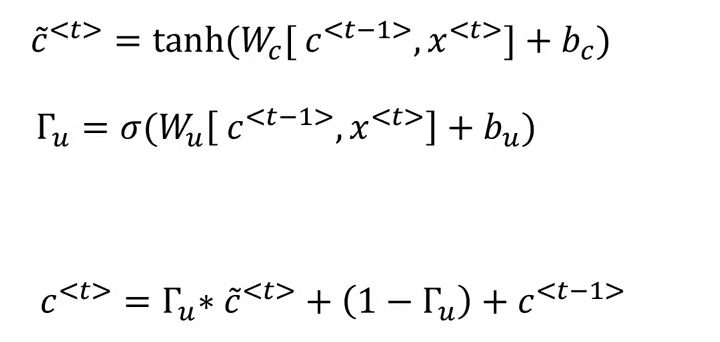 c̃^{<t>} = tanh(W_c[ c^{<t−1>}, x^{<t>}] + b_c)
Γ_u = σ(W_u[ c^{<t−1>}, x^{<t>}] + b_u)
c^{<t>} = Γ_u∗ c̃^{<t>} + (1 − Γ_u) + c^{<t−1>}